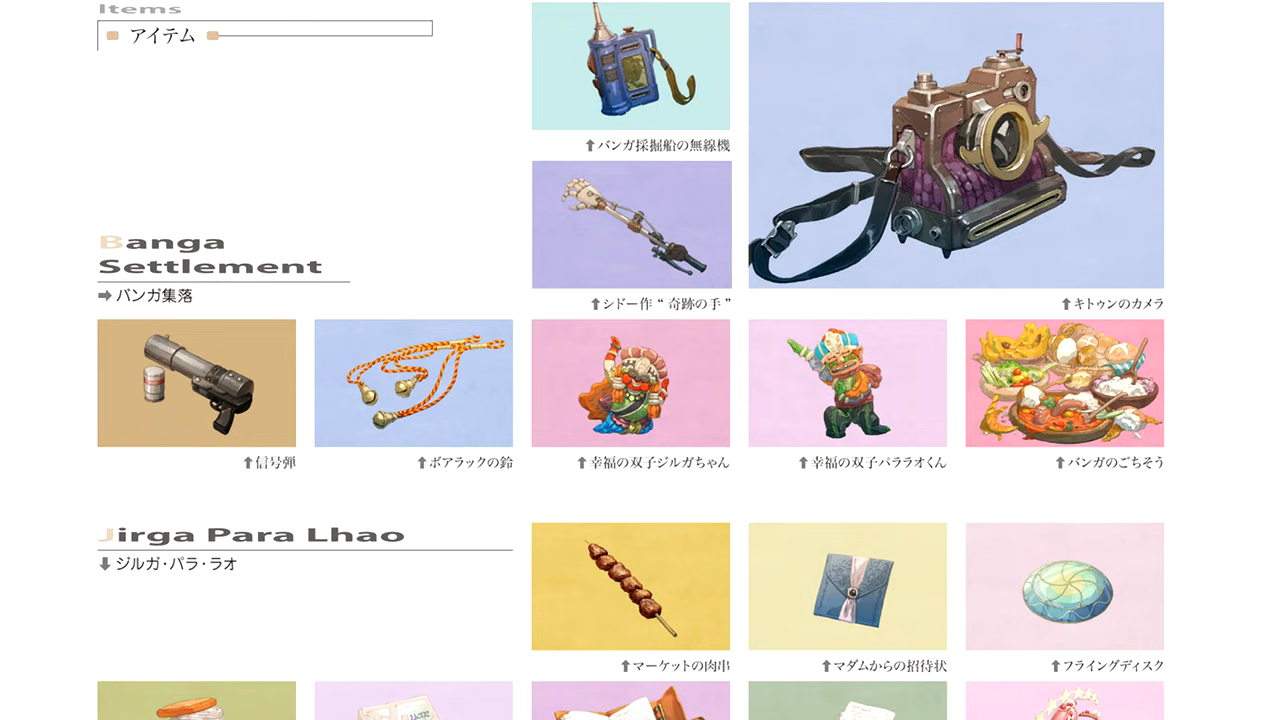 Items
アイテム
↑バンガ採掘船の無線機
↑シドー作“奇跡の手”
↑キトゥンのカメラ
Banga
Settlement
➡バンガ集落
↑信号弾
↑ボアラックの鈴
↑幸福の双子ジルガちゃん
↑幸福の双子パララオくん
↑バンガのごちそう
Jirga Para Lhao
⬇ジルガ・パラ・ラオ
↑マーケットの肉串
↑マダムからの招待状
↑フライングディスク